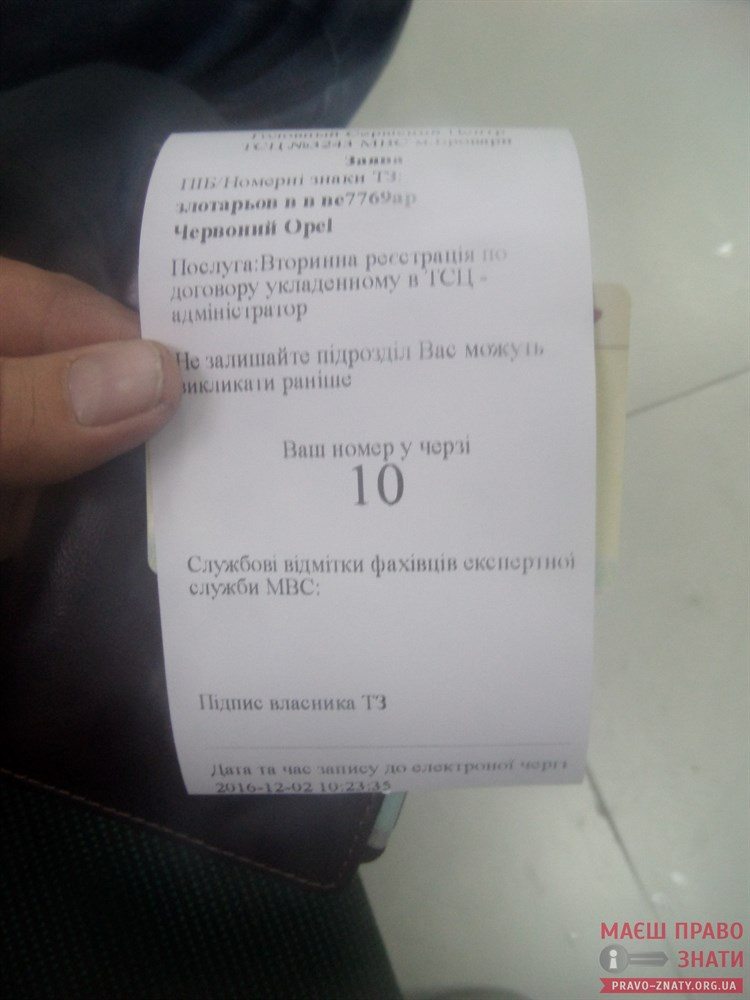 Головный Сервісний Центр
ТСЦ №3243 МВС м.Бровари
Заява
ПІБ/Номерні знаки ТЗ:
злотарьов в в не7769ар
Червоний Opel
Послуга:Вторинна реєстрація по
договору укладенному в ТСЦ -
адміністратор
Не залишайте підрозділ Вас можуть
викликати раніше
Ваш номер у черзі
10
Службові відмітки фахівців експертної
служби МВС:
Підпис власника ТЗ
Дата та час запису до електроної черги
2016-12-02 10:23:35
МАЄШ ПРАВО
ЗНАТИ
PRAVO-ZNATY.ORG.UA